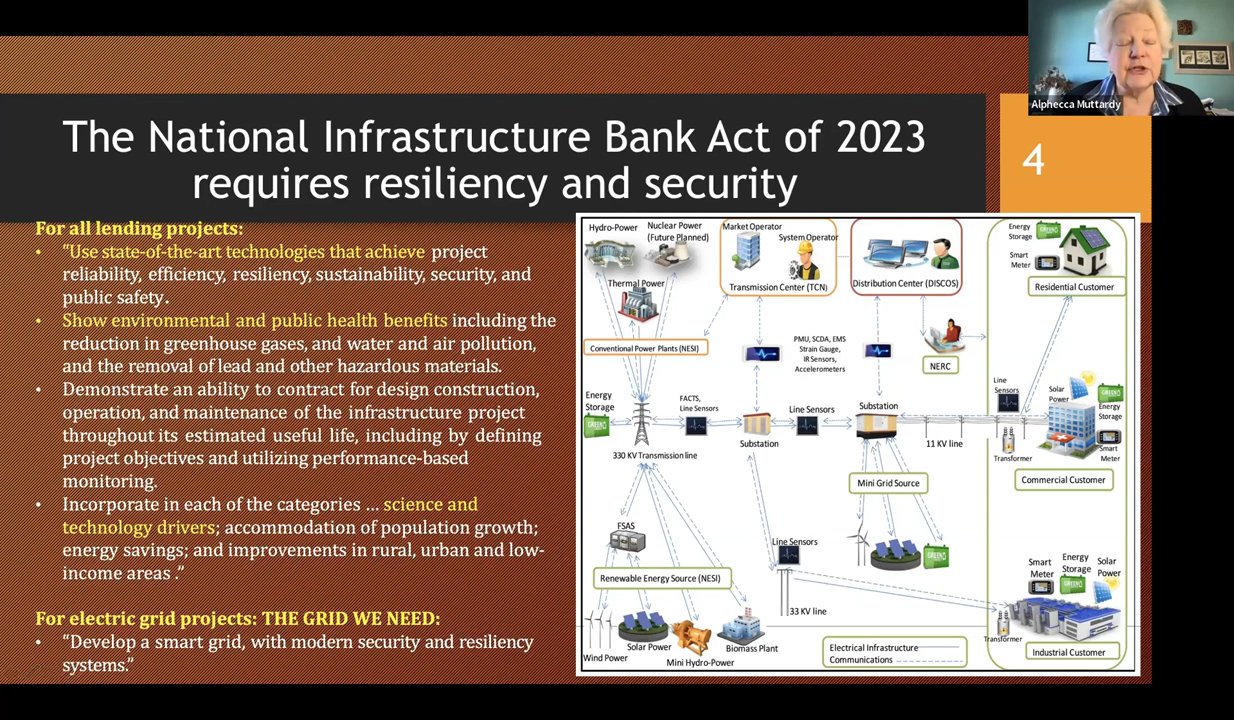 Alphecca Muttardy
The National Infrastructure Bank Act of 2023
requires resiliency and security
4
For all lending projects:
• “Use state-of-the-art technologies that achieve project
reliability, efficiency, resiliency, sustainability, security, and
public safety.
• Show environmental and public health benefits including the
reduction in greenhouse gases, and water and air pollution,
and the removal of lead and other hazardous materials.
• Demonstrate an ability to contract for design construction,
operation, and maintenance of the infrastructure project
throughout its estimated useful life, including by defining
project objectives and utilizing performance-based
monitoring.
• Incorporate in each of the categories … science and
technology drivers; accommodation of population growth;
energy savings; and improvements in rural, urban and low-
income areas .”
For electric grid projects: THE GRID WE NEED:
• “Develop a smart grid, with modern security and resiliency
systems.”
Hydro-Power
Nuclear Power
(Future Planned)
Thermal Power
Conventional Power Plants (NESI)
Market Operator
System Operator
Transmission Center (TCN)
Distribution Center (DISCOS)
Energy
Storage
Smart
Meter
Residential Customer
PMU, SCDA, EMS
Strain Gauge,
IR Sensors,
Accelerometers
NERC
Energy
Storage
330 KV Transmission line
FACTS,
Line Sensors
Substation
Line Sensors
Substation
11 KV line
Line
Sensors
Transformer
Solar
Power
Energy
Storage
Smart
Meter
Commercial Customer
Mini Grid Source
FSAS
Renewable Energy Source (NESI)
Wind Power
Solar Power
Mini Hydro-Power
Biomass Plant
Line Sensors
33 KV line
Smart
Meter
Energy
Storage
Solar
Power
Transformer
Industrial Customer
Electrical Infrastructure
Communications